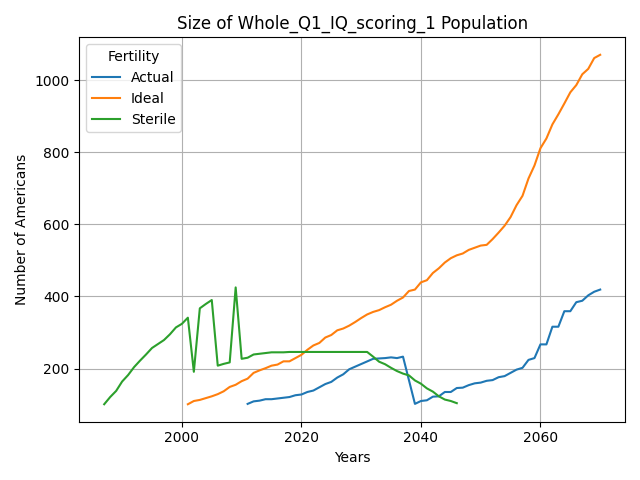 Size of Whole_Q1_IQ_scoring_1 Population
Fertility
Actual
Ideal
Sterile
Number of Americans
1000
800
600
400
200
2000
2020
2040
2060
Years